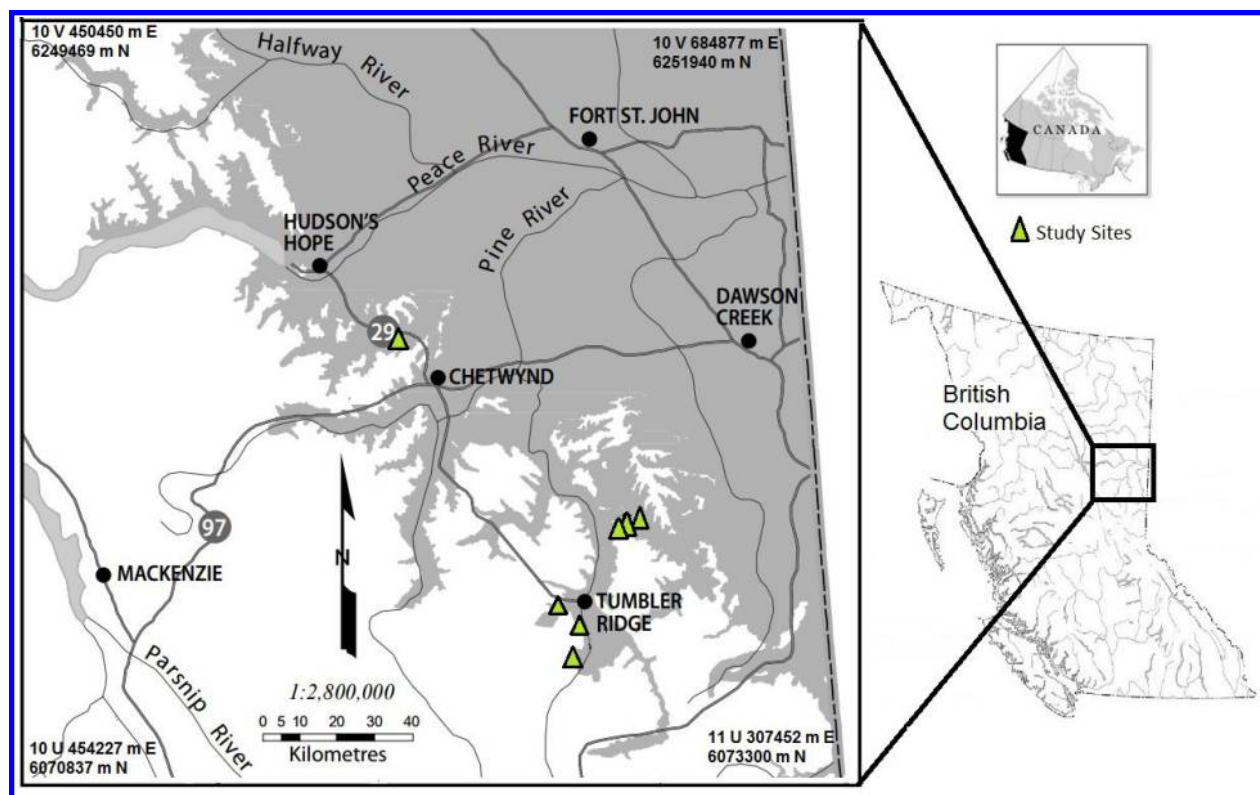 10 V 450450 m E
6249469 m N
Halfway River
10 V 684877 m E
6251940 m N
FORT ST. JOHN
Peace River
Pine River
HUDSON'S
HOPE
29
DAWSON
CREEK
CHETWYND
97
MACKENZIE
N
TUMBLER
RIDGE
Parsnip River
1:2,800,000
0 5 10 20 30 40
Kilometres
10 U 454227 m E
6070837 m N
11 U 307452 m E
6073300 m N
CANADA
Study Sites
British
Columbia